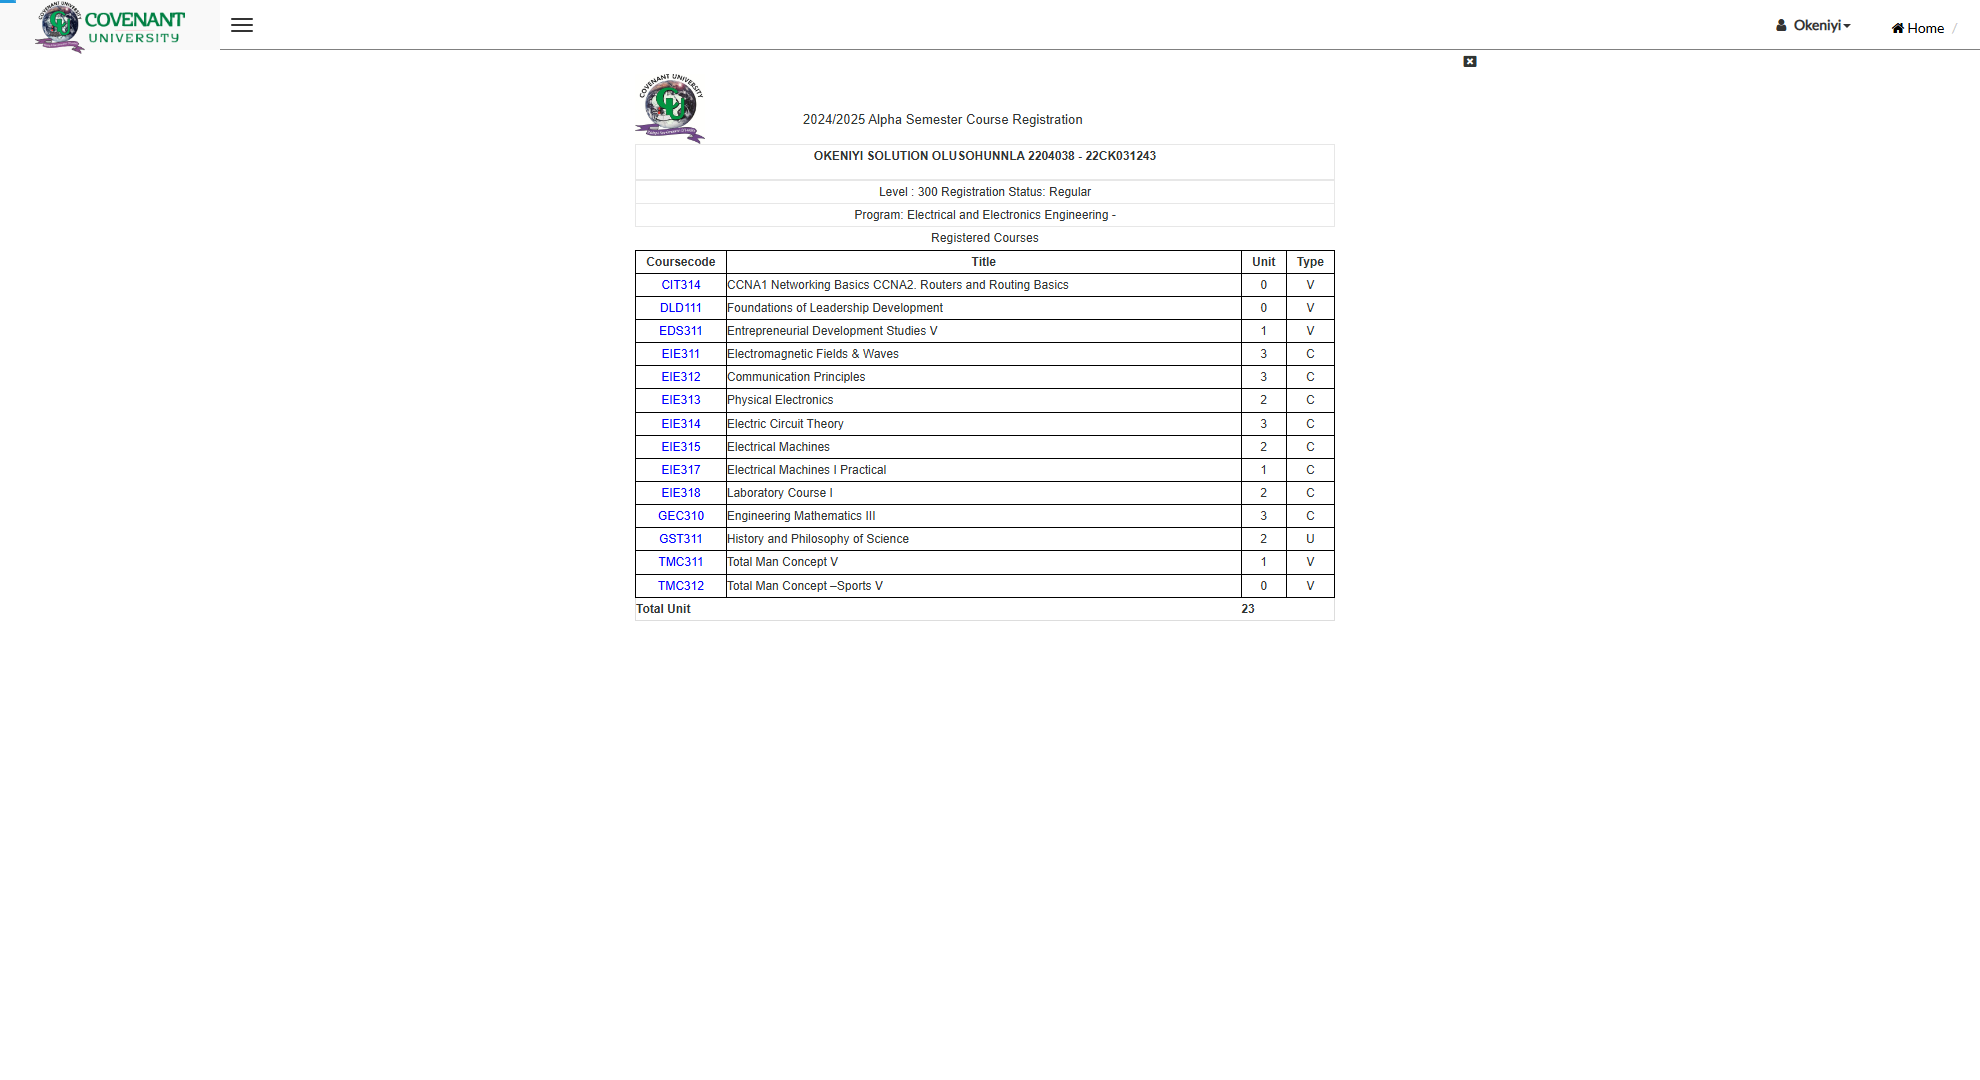 COVENANT
UNIVERSITY
Okeniyi
Home /
COVENANT UNIVERSITY
2024/2025 Alpha Semester Course Registration
OKENIYI SOLUTION OLUSOHUNNLA 2204038 - 22CK031243
Level : 300 Registration Status: Regular
Program: Electrical and Electronics Engineering -
Registered Courses
Coursecode Title Unit Type
CIT314 CCNA1 Networking Basics CCNA2. Routers and Routing Basics 0 V
DLD111 Foundations of Leadership Development 0 V
EDS311 Entrepreneurial Development Studies V 1 V
EIE311 Electromagnetic Fields & Waves 3 C
EIE312 Communication Principles 3 C
EIE313 Physical Electronics 2 C
EIE314 Electric Circuit Theory 3 C
EIE315 Electrical Machines 2 C
EIE317 Electrical Machines I Practical 1 C
EIE318 Laboratory Course I 2 C
GEC310 Engineering Mathematics III 3 C
GST311 History and Philosophy of Science 2 U
TMC311 Total Man Concept V 1 V
TMC312 Total Man Concept –Sports V 0 V
Total Unit 23